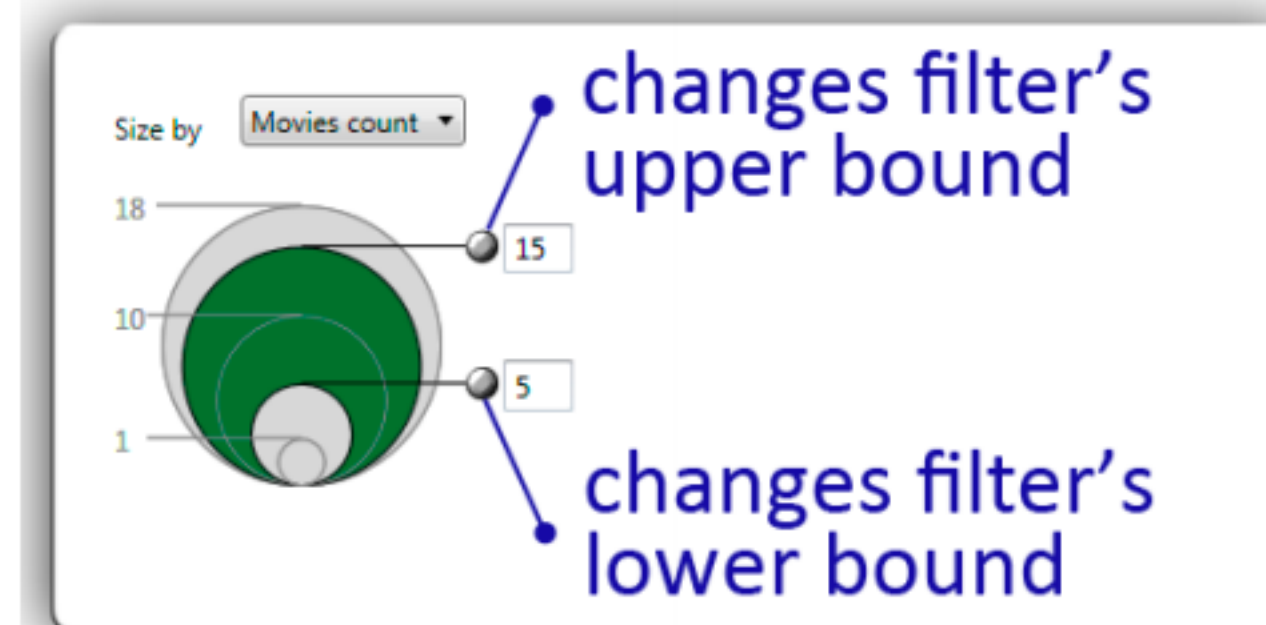 changes filter’s
upper bound
Size by Movies count
18
15
10
5
1
changes filter’s
lower bound